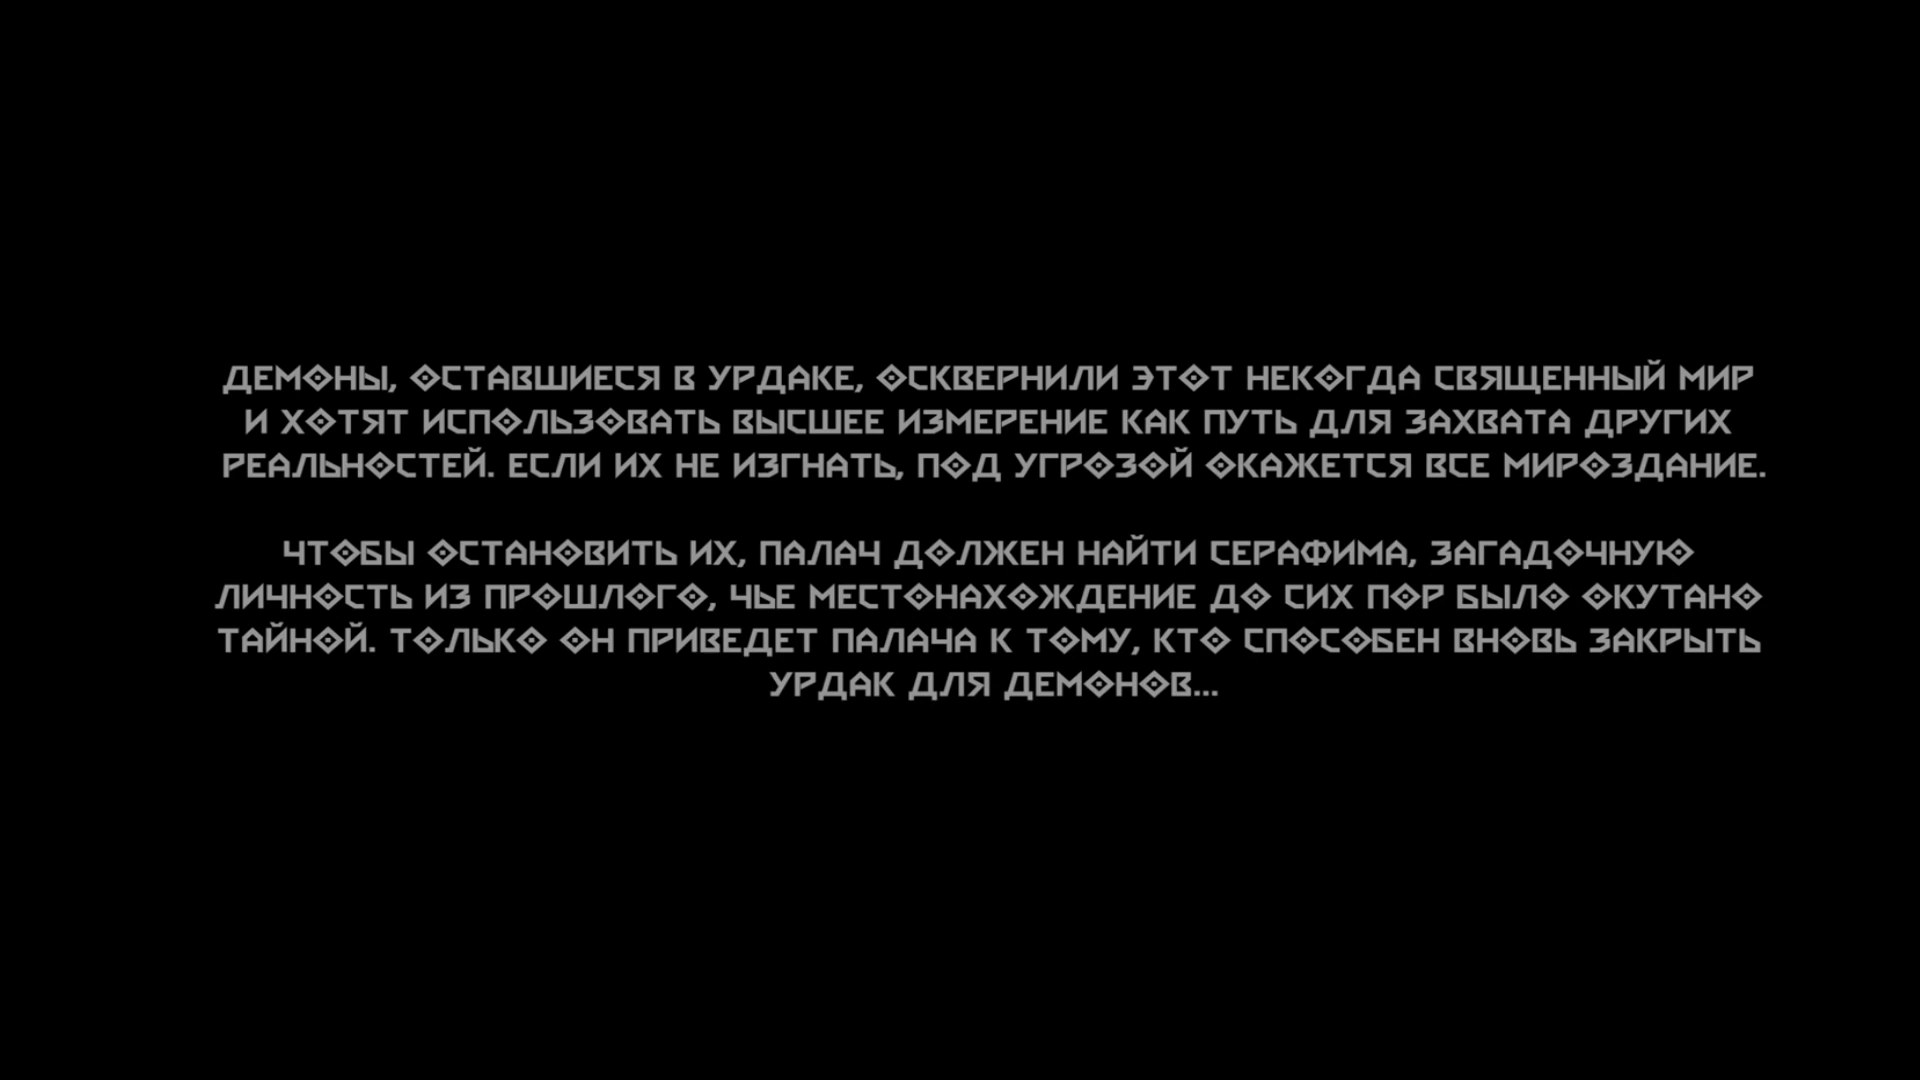 ДЕМОНЫ, ОСТАВШИЕСЯ В УРДАКЕ, ОСКВЕРНИЛИ ЭТОТ НЕКОГДА СВЯЩЕННЫЙ МИР
И ХОТЯТ ИСПОЛЬЗОВАТЬ ВЫСШЕЕ ИЗМЕРЕНИЕ КАК ПУТЬ ДЛЯ ЗАХВАТА ДРУГИХ
РЕАЛЬНОСТЕЙ. ЕСЛИ ИХ НЕ ИЗГНАТЬ, ПОД УГРОЗОЙ ОКАЖЕТСЯ ВСЕ МИРОЗДАНИЕ.
ЧТОБЫ ОСТАНОВИТЬ ИХ, ПАЛАЧ ДОЛЖЕН НАЙТИ СЕРАФИМА, ЗАГАДОЧНУЮ
ЛИЧНОСТЬ ИЗ ПРОШЛОГО, ЧЬЕ МЕСТОНАХОЖДЕНИЕ ДО СИХ ПОР БЫЛО ОКУТАНО
ТАЙНОЙ. ТОЛЬКО ОН ПРИВЕДЕТ ПАЛАЧА К ТОМУ, КТО СПОСОБЕН ВНОВЬ ЗАКРЫТЬ
УРДАК ДЛЯ ДЕМОНОВ...